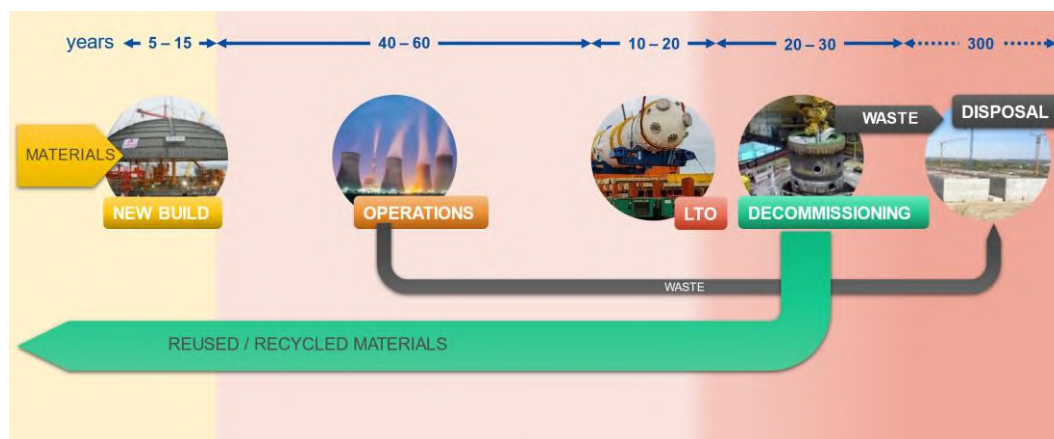 years 5 – 15 40 – 60 10 – 20 20 – 30 300
WASTE DISPOSAL
MATERIALS
NEW BUILD OPERATIONS LTO DECOMMISSIONING
WASTE
REUSED / RECYCLED MATERIALS